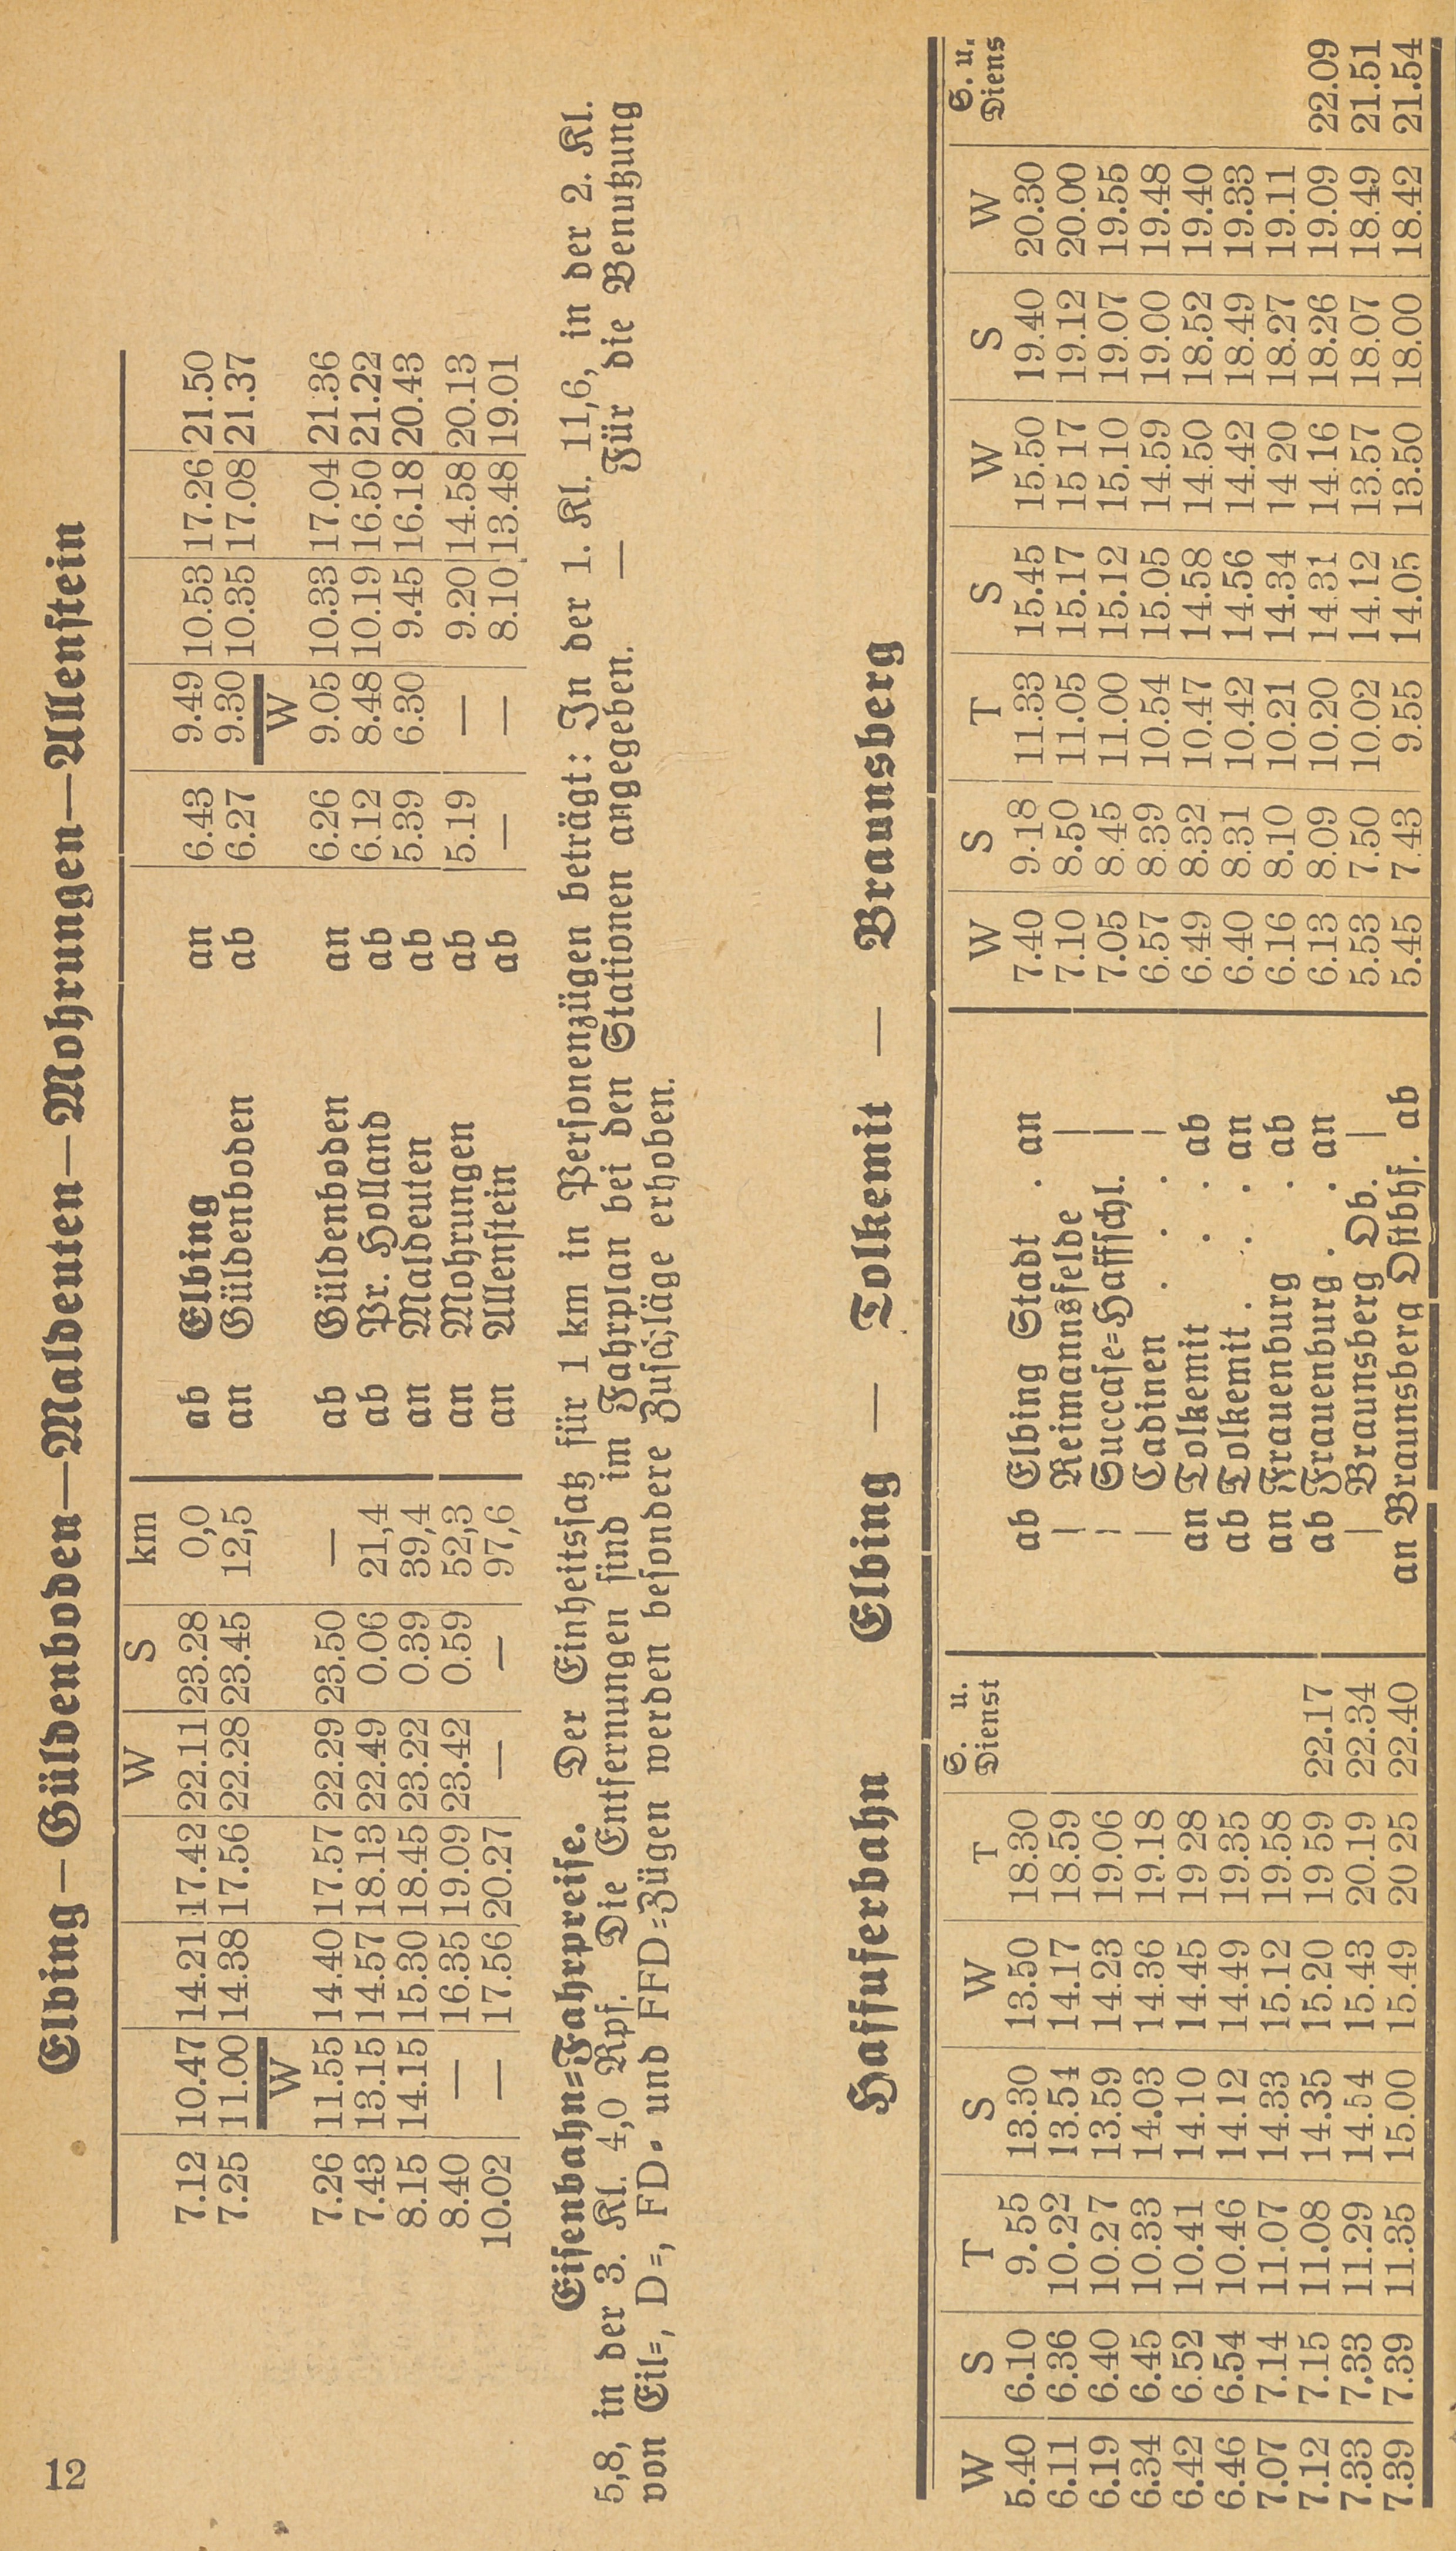 12
Elbing—Güldenboden—Maldeuten—Mohrungen—Allenstein
W S km
7.12 10.47 14.21 17.42 22.11 23.28 0,0 ab Elbing an 6.43 9.49 10.53 17.26 21.50
7.25 11.00 14.38 17.56 22.28 23.45 12,5 an Güldenboden ab 6.27 9.30 10.35 17.08 21.37
W W
7.26 11.55 14.40 17.57 22.29 23.50 — ab Güldenboden an 6.26 9.05 10.33 17.04 21.36
7.43 13.15 14.57 18.13 22.49 0.06 21,4 ab Pr. Holland ab 6.12 8.48 10.19 16.50 21.22
8.15 14.15 15.30 18.45 23.22 0.39 39,4 an Maldeuten ab 5.39 6.30 9.45 16.18 20.43
8.40 — 16.35 19.09 23.42 0.59 52,3 an Mohrungen ab 5.19 — 9.20 14.58 20.13
10.02 — 17.56 20.27 — — 97,6 an Allenstein ab — — 8.10 13.48 19.01
Eisenbahn=Fahrpreise. Der Einheitssatz für 1 km in Personenzügen beträgt: In der 1. Kl. 11,6, in der 2. Kl.
5,8, in der 3. Kl. 4,0 Rpf. Die Entfernungen sind im Fahrplan bei den Stationen angegeben. — Für die Benutzung
von Eil=, D=, FD= und FFD=Zügen werden besondere Zuschläge erhoben.
Haffuferbahn Elbing — Tolkemit — Braunsberg
W S T S W T S. u. Dienst W S T S W S W S. u. Diens
5.40 6.10 9.55 13.30 13.50 18.30 ab Elbing Stadt . an 7.40 9.18 11.33 15.45 15.50 19.40 20.30
6.11 6.36 10.22 13.54 14.17 18.59 | Reimannsfelde | 7.10 8.50 11.05 15.17 15 17 19.12 20.00
6.19 6.40 10.27 13.59 14.23 19.06 | Succase=Haffschl. | 7.05 8.45 11.00 15.12 15.10 19.07 19.55
6.34 6.45 10.33 14.03 14.36 19.18 | Cadinen . . . | 6.57 8.39 10.54 15.05 14.59 19.00 19.48
6.42 6.52 10.41 14.10 14.45 19 28 an Tolkemit . . ab 6.49 8.32 10.47 14.58 14.50 18.52 19.40
6.46 6.54 10.46 14.12 14.49 19.35 ab Tolkemit . . . an 6.40 8.31 10.42 14.56 14.42 18.49 19.33
7.07 7.14 11.07 14.33 15.12 19.58 an Frauenburg . ab 6.16 8.10 10.21 14.34 14 20 18.27 19.11
7.12 7.15 11.08 14.35 15.20 19 59 22.17 ab Frauenburg . . an 6.13 8.09 10.20 14.31 14.16 18.26 19.09 22.09
7.33 7.33 11.29 14.54 15.43 20.19 22.34 | Braunsberg Ob. | 5.53 7.50 10.02 14.12 13.57 18.07 18.49 21.51
7.39 7.39 11.35 15.00 15.49 20 25 22.40 an Braunsberg Ostbhf. ab 5.45 7.43 9.55 14.05 13.50 18.00 18.42 21.54